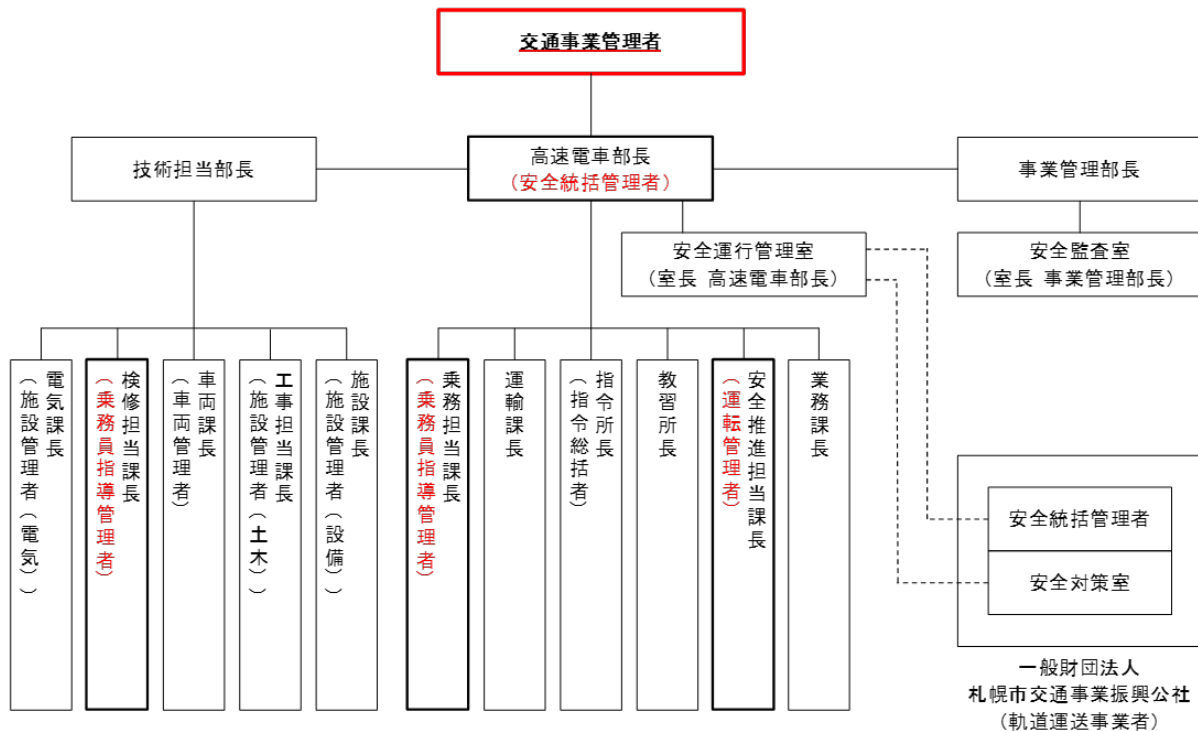 交通事業管理者
技術担当部長
高速電車部長
（安全統括管理者）
事業管理部長
安全運行管理室
（室長 高速電車部長）
安全監査室
（室長 事業管理部長）
電気課長
（施設管理者（電気））
検修担当課長
（乗務員指導管理者）
車両課長
（車両管理者）
工事担当課長
（施設管理者（土木））
施設課長
（施設管理者（設備））
乗務担当課長
（乗務員指導管理者）
運輸課長
指令所長
（指令総括者）
教習所長
安全推進担当課長
（運転管理者）
業務課長
安全統括管理者
安全対策室
一般財団法人
札幌市交通事業振興公社
（軌道運送事業者）